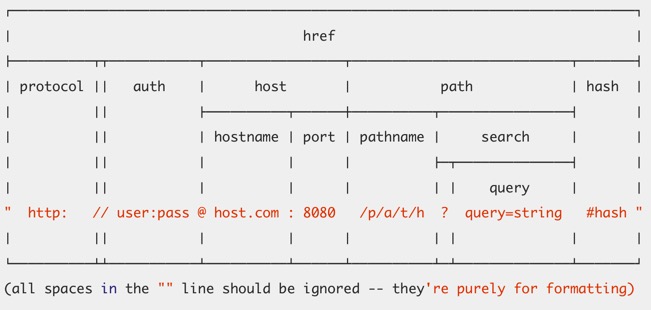 href
protocol || auth | host | path | hash
hostname | port | pathname | search
query
" http: // user:pass @ host.com : 8080 /p/a/t/h ? query=string #hash "
(all spaces in the "" line should be ignored -- they're purely for formatting)